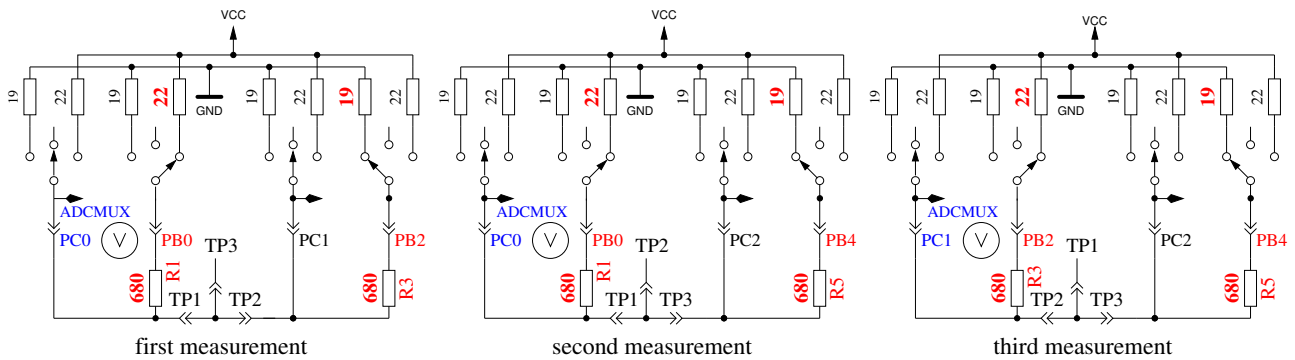 VCC
19
22
19
22
GND
19
22
19
22
ADCMUX
PC0
V
PB0
TP3
PC1
PB2
680
R1
TP1
TP2
680
R3
first measurement
VCC
19
22
19
22
GND
19
22
19
22
ADCMUX
PC0
V
PB0
TP2
PC2
PB4
680
R1
TP1
TP3
680
R5
second measurement
VCC
19
22
19
22
GND
19
22
19
22
ADCMUX
PC1
V
PB2
TP1
PC2
PB4
680
R3
TP2
TP3
680
R5
third measurement